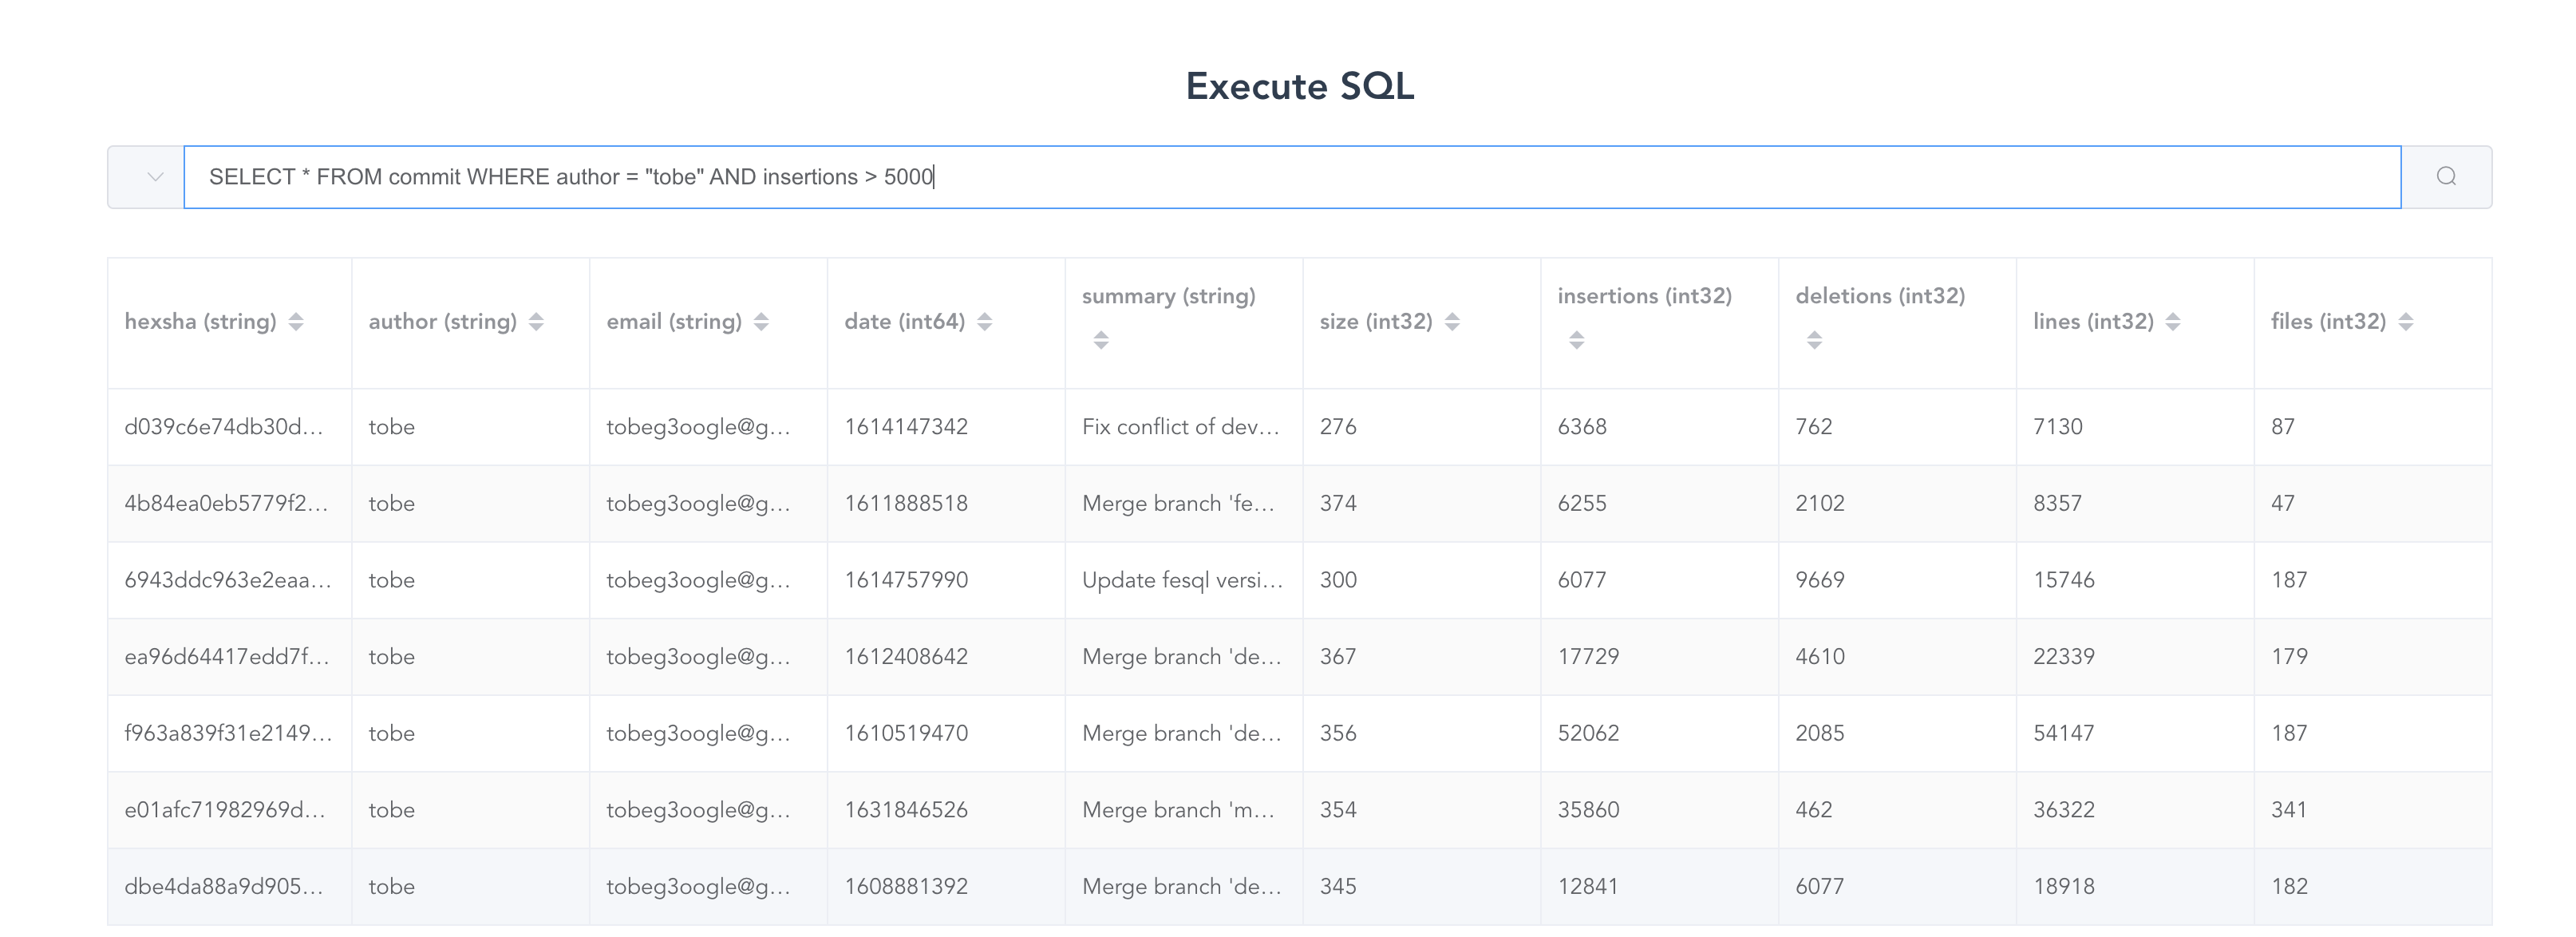 Execute SQL
SELECT * FROM commit WHERE author = "tobe" AND insertions > 5000
hexsha (string) author (string) email (string) date (int64) summary (string) size (int32) insertions (int32) deletions (int32) lines (int32) files (int32)
d039c6e74db30d... tobe tobeg3oogle@g... 1614147342 Fix conflict of dev... 276 6368 762 7130 87
4b84ea0eb5779f2... tobe tobeg3oogle@g... 1611888518 Merge branch 'fe... 374 6255 2102 8357 47
6943ddc963e2eaa... tobe tobeg3oogle@g... 1614757990 Update fesql versi... 300 6077 9669 15746 187
ea96d64417edd7f... tobe tobeg3oogle@g... 1612408642 Merge branch 'de... 367 17729 4610 22339 179
f963a839f31e2149... tobe tobeg3oogle@g... 1610519470 Merge branch 'de... 356 52062 2085 54147 187
e01afc71982969d... tobe tobeg3oogle@g... 1631846526 Merge branch 'm... 354 35860 462 36322 341
dbe4da88a9d905... tobe tobeg3oogle@g... 1608881392 Merge branch 'de... 345 12841 6077 18918 182